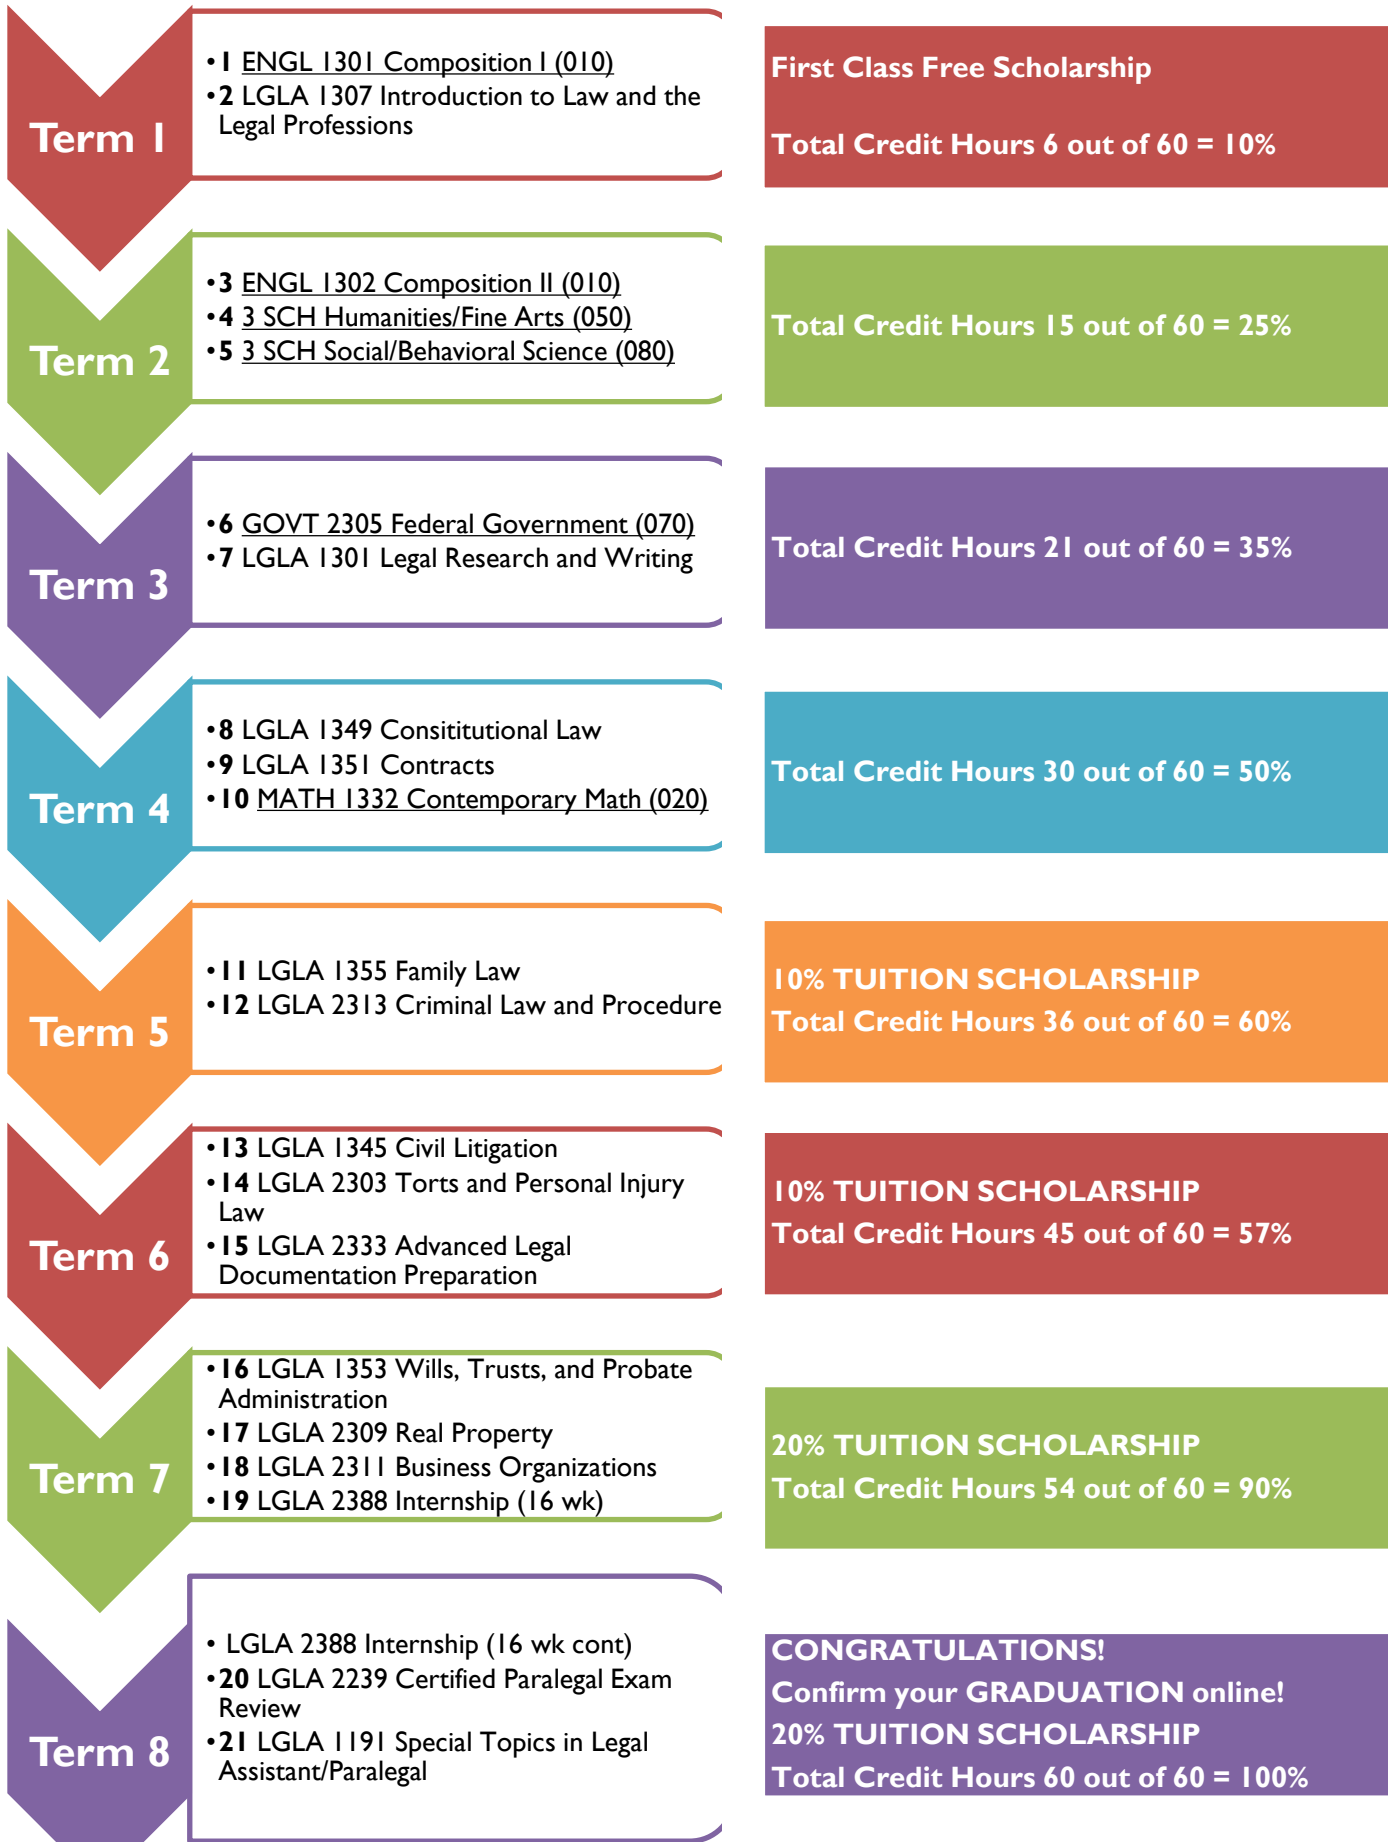 Term 1
•1 ENGL 1301 Composition I (010)
•2 LGLA 1307 Introduction to Law and the
Legal Professions
First Class Free Scholarship
Total Credit Hours 6 out of 60 = 10%
Term 2
•3 ENGL 1302 Composition II (010)
•4 3 SCH Humanities/Fine Arts (050)
•5 3 SCH Social/Behavioral Science (080)
Total Credit Hours 15 out of 60 = 25%
Term 3
•6 GOVT 2305 Federal Government (070)
•7 LGLA 1301 Legal Research and Writing
Total Credit Hours 21 out of 60 = 35%
Term 4
•8 LGLA 1349 Consititutional Law
•9 LGLA 1351 Contracts
•10 MATH 1332 Contemporary Math (020)
Total Credit Hours 30 out of 60 = 50%
Term 5
•11 LGLA 1355 Family Law
•12 LGLA 2313 Criminal Law and Procedure
10% TUITION SCHOLARSHIP
Total Credit Hours 36 out of 60 = 60%
Term 6
•13 LGLA 1345 Civil Litigation
•14 LGLA 2303 Torts and Personal Injury
Law
•15 LGLA 2333 Advanced Legal
Documentation Preparation
10% TUITION SCHOLARSHIP
Total Credit Hours 45 out of 60 = 57%
Term 7
•16 LGLA 1353 Wills, Trusts, and Probate
Administration
•17 LGLA 2309 Real Property
•18 LGLA 2311 Business Organizations
•19 LGLA 2388 Internship (16 wk)
20% TUITION SCHOLARSHIP
Total Credit Hours 54 out of 60 = 90%
Term 8
• LGLA 2388 Internship (16 wk cont)
•20 LGLA 2239 Certified Paralegal Exam
Review
•21 LGLA 1191 Special Topics in Legal
Assistant/Paralegal
CONGRATULATIONS!
Confirm your GRADUATION online!
20% TUITION SCHOLARSHIP
Total Credit Hours 60 out of 60 = 100%